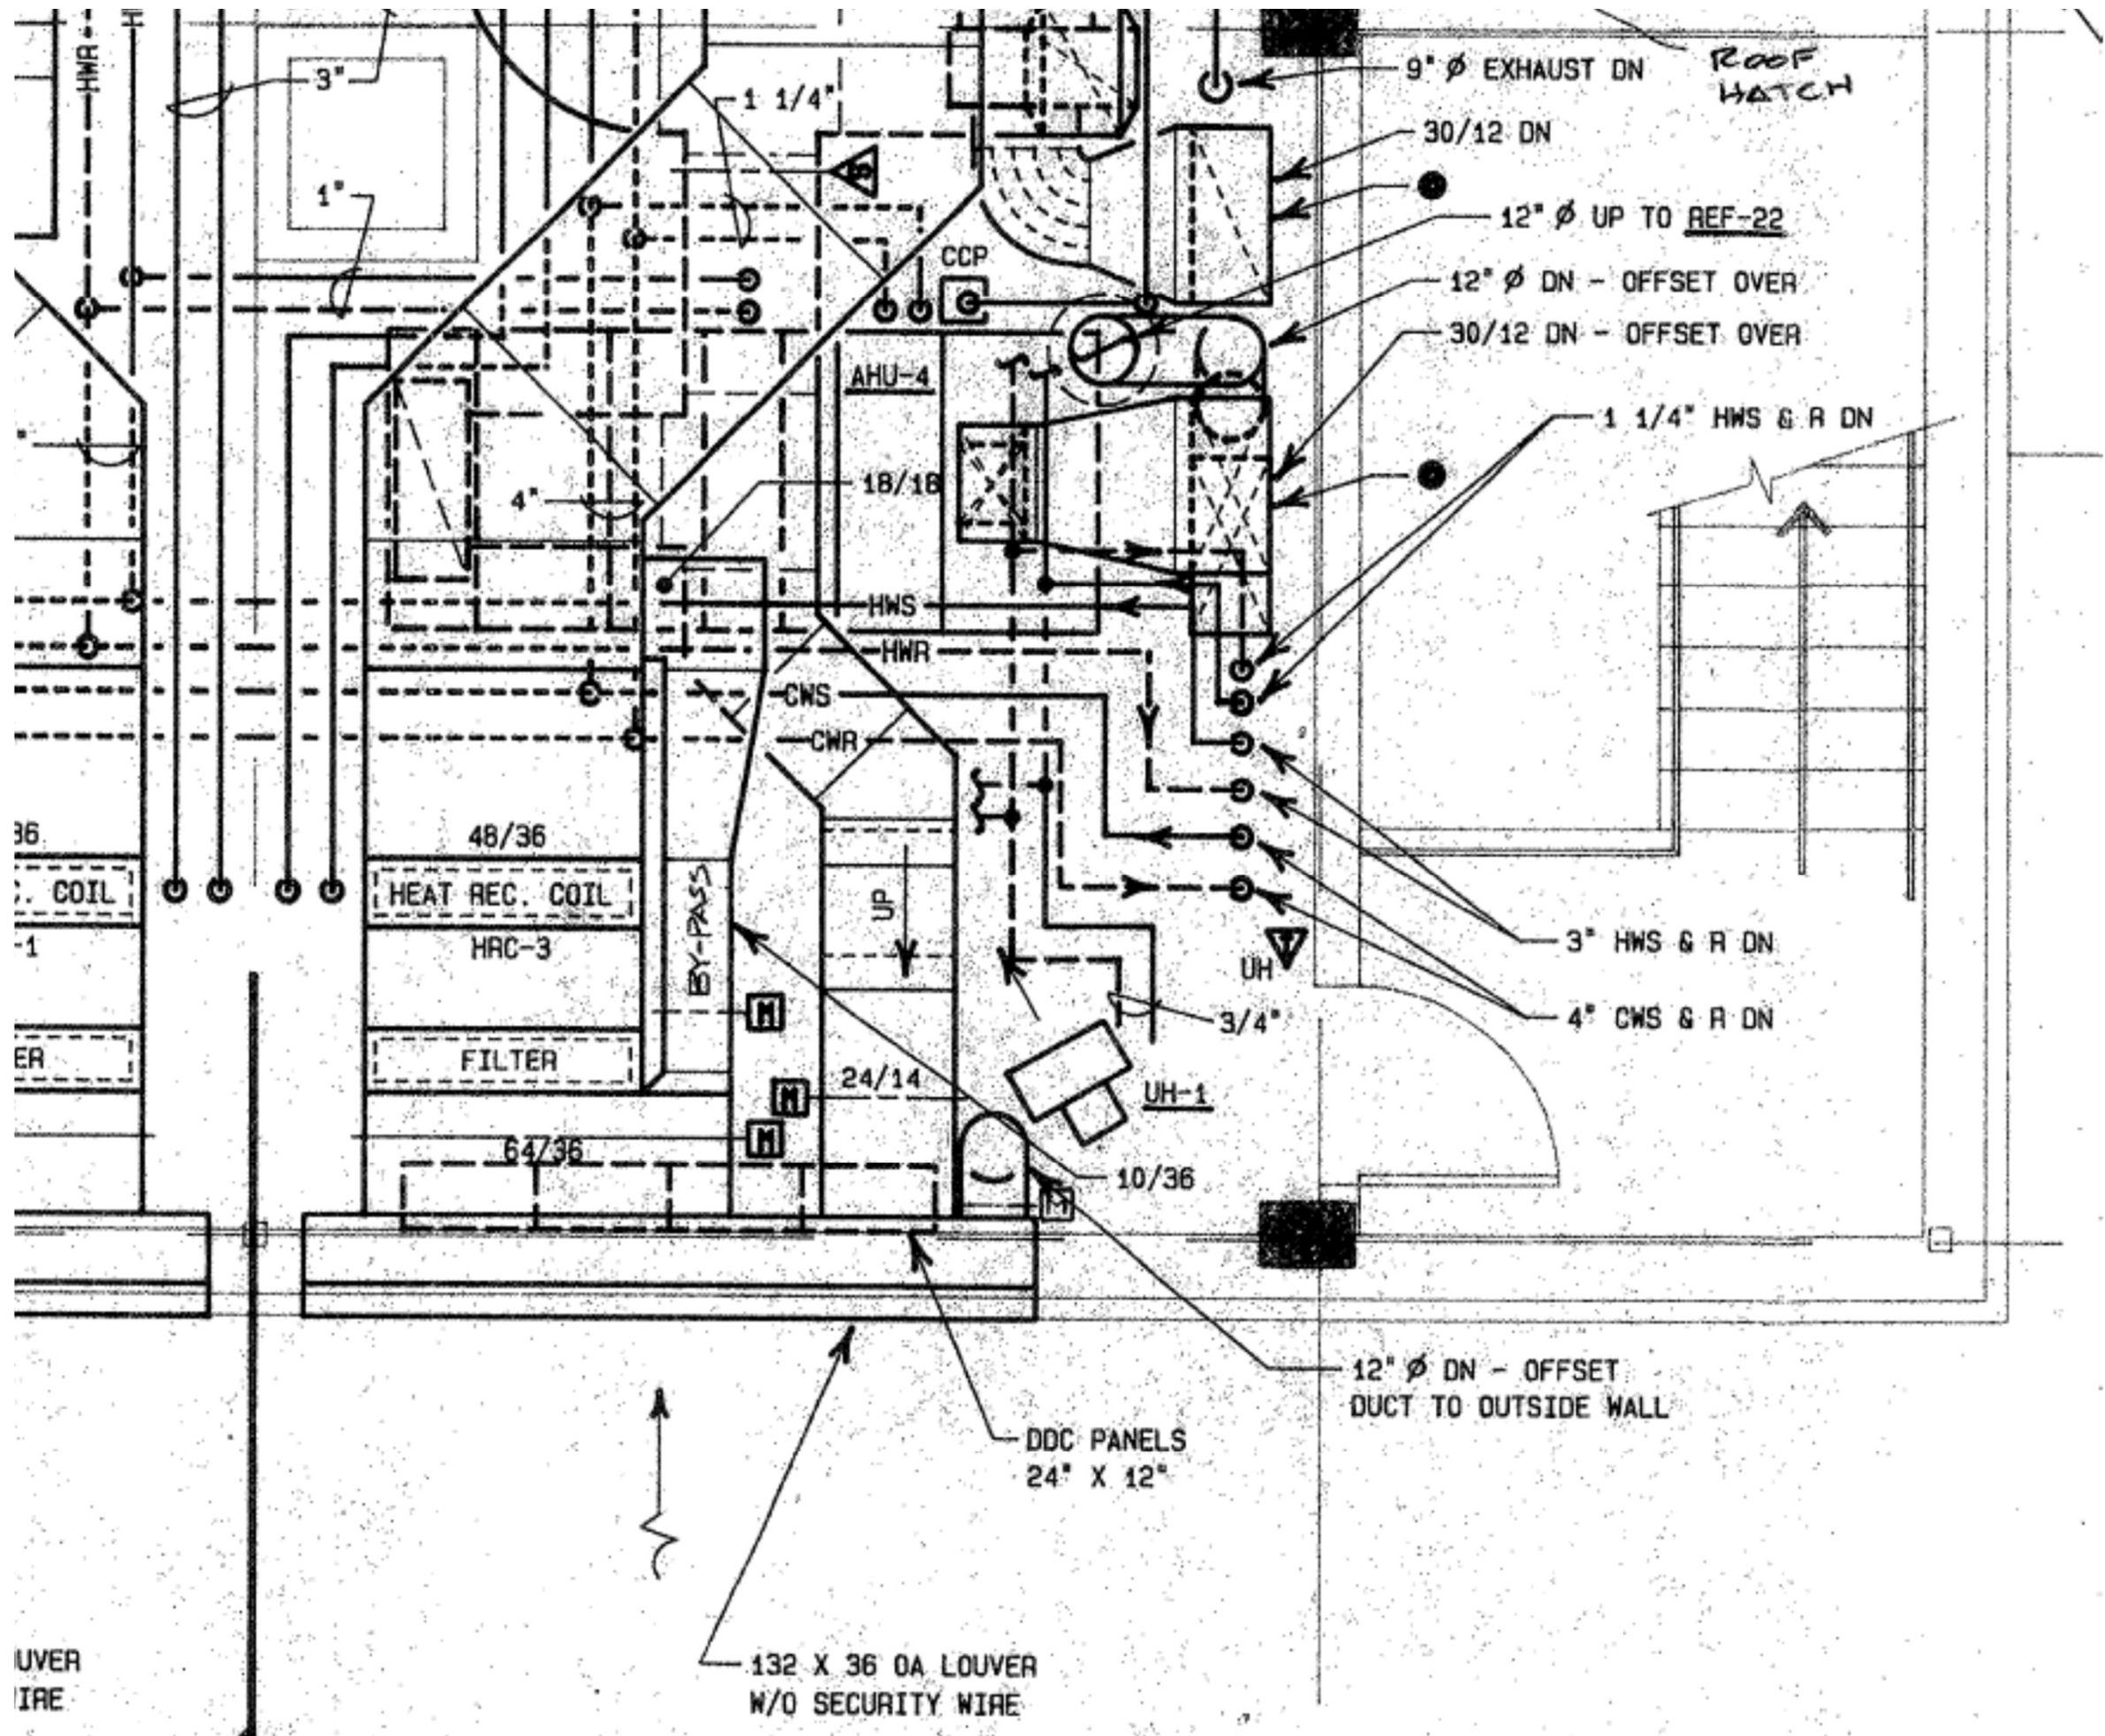 HWR
3"
1 1/4"
1"
9" Ø EXHAUST DN
ROOF
HATCH
30/12 DN
12" Ø UP TO REF-22
CCP
12" Ø DN - OFFSET OVER
30/12 DN - OFFSET OVER
AHU-4
1 1/4" HWS & R DN
18/18
4"
HWS
HWR
CWS
CWR
48/36
HEAT REC. COIL
HRC-3
C. COIL
-1
BY-PASS
UP
M
FILTER
ER
24/14
M
M
64/36
3" HWS & R DN
UH
4" CWS & R DN
3/4"
UH-1
10/36
M
12" Ø DN - OFFSET
DUCT TO OUTSIDE WALL
DDC PANELS
24" X 12"
132 X 36 OA LOUVER
W/O SECURITY WIRE
UVER
IRE